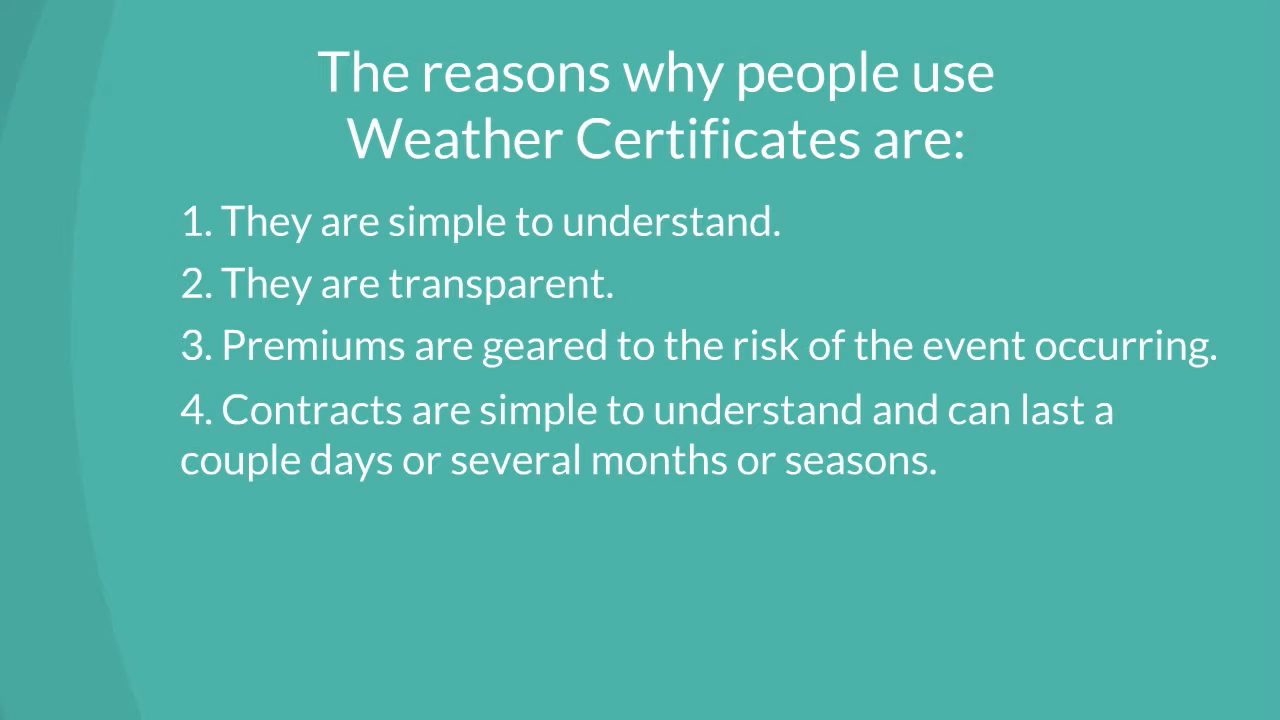 The reasons why people use
Weather Certificates are:
1. They are simple to understand.
2. They are transparent.
3. Premiums are geared to the risk of the event occurring.
4. Contracts are simple to understand and can last a
couple days or several months or seasons.